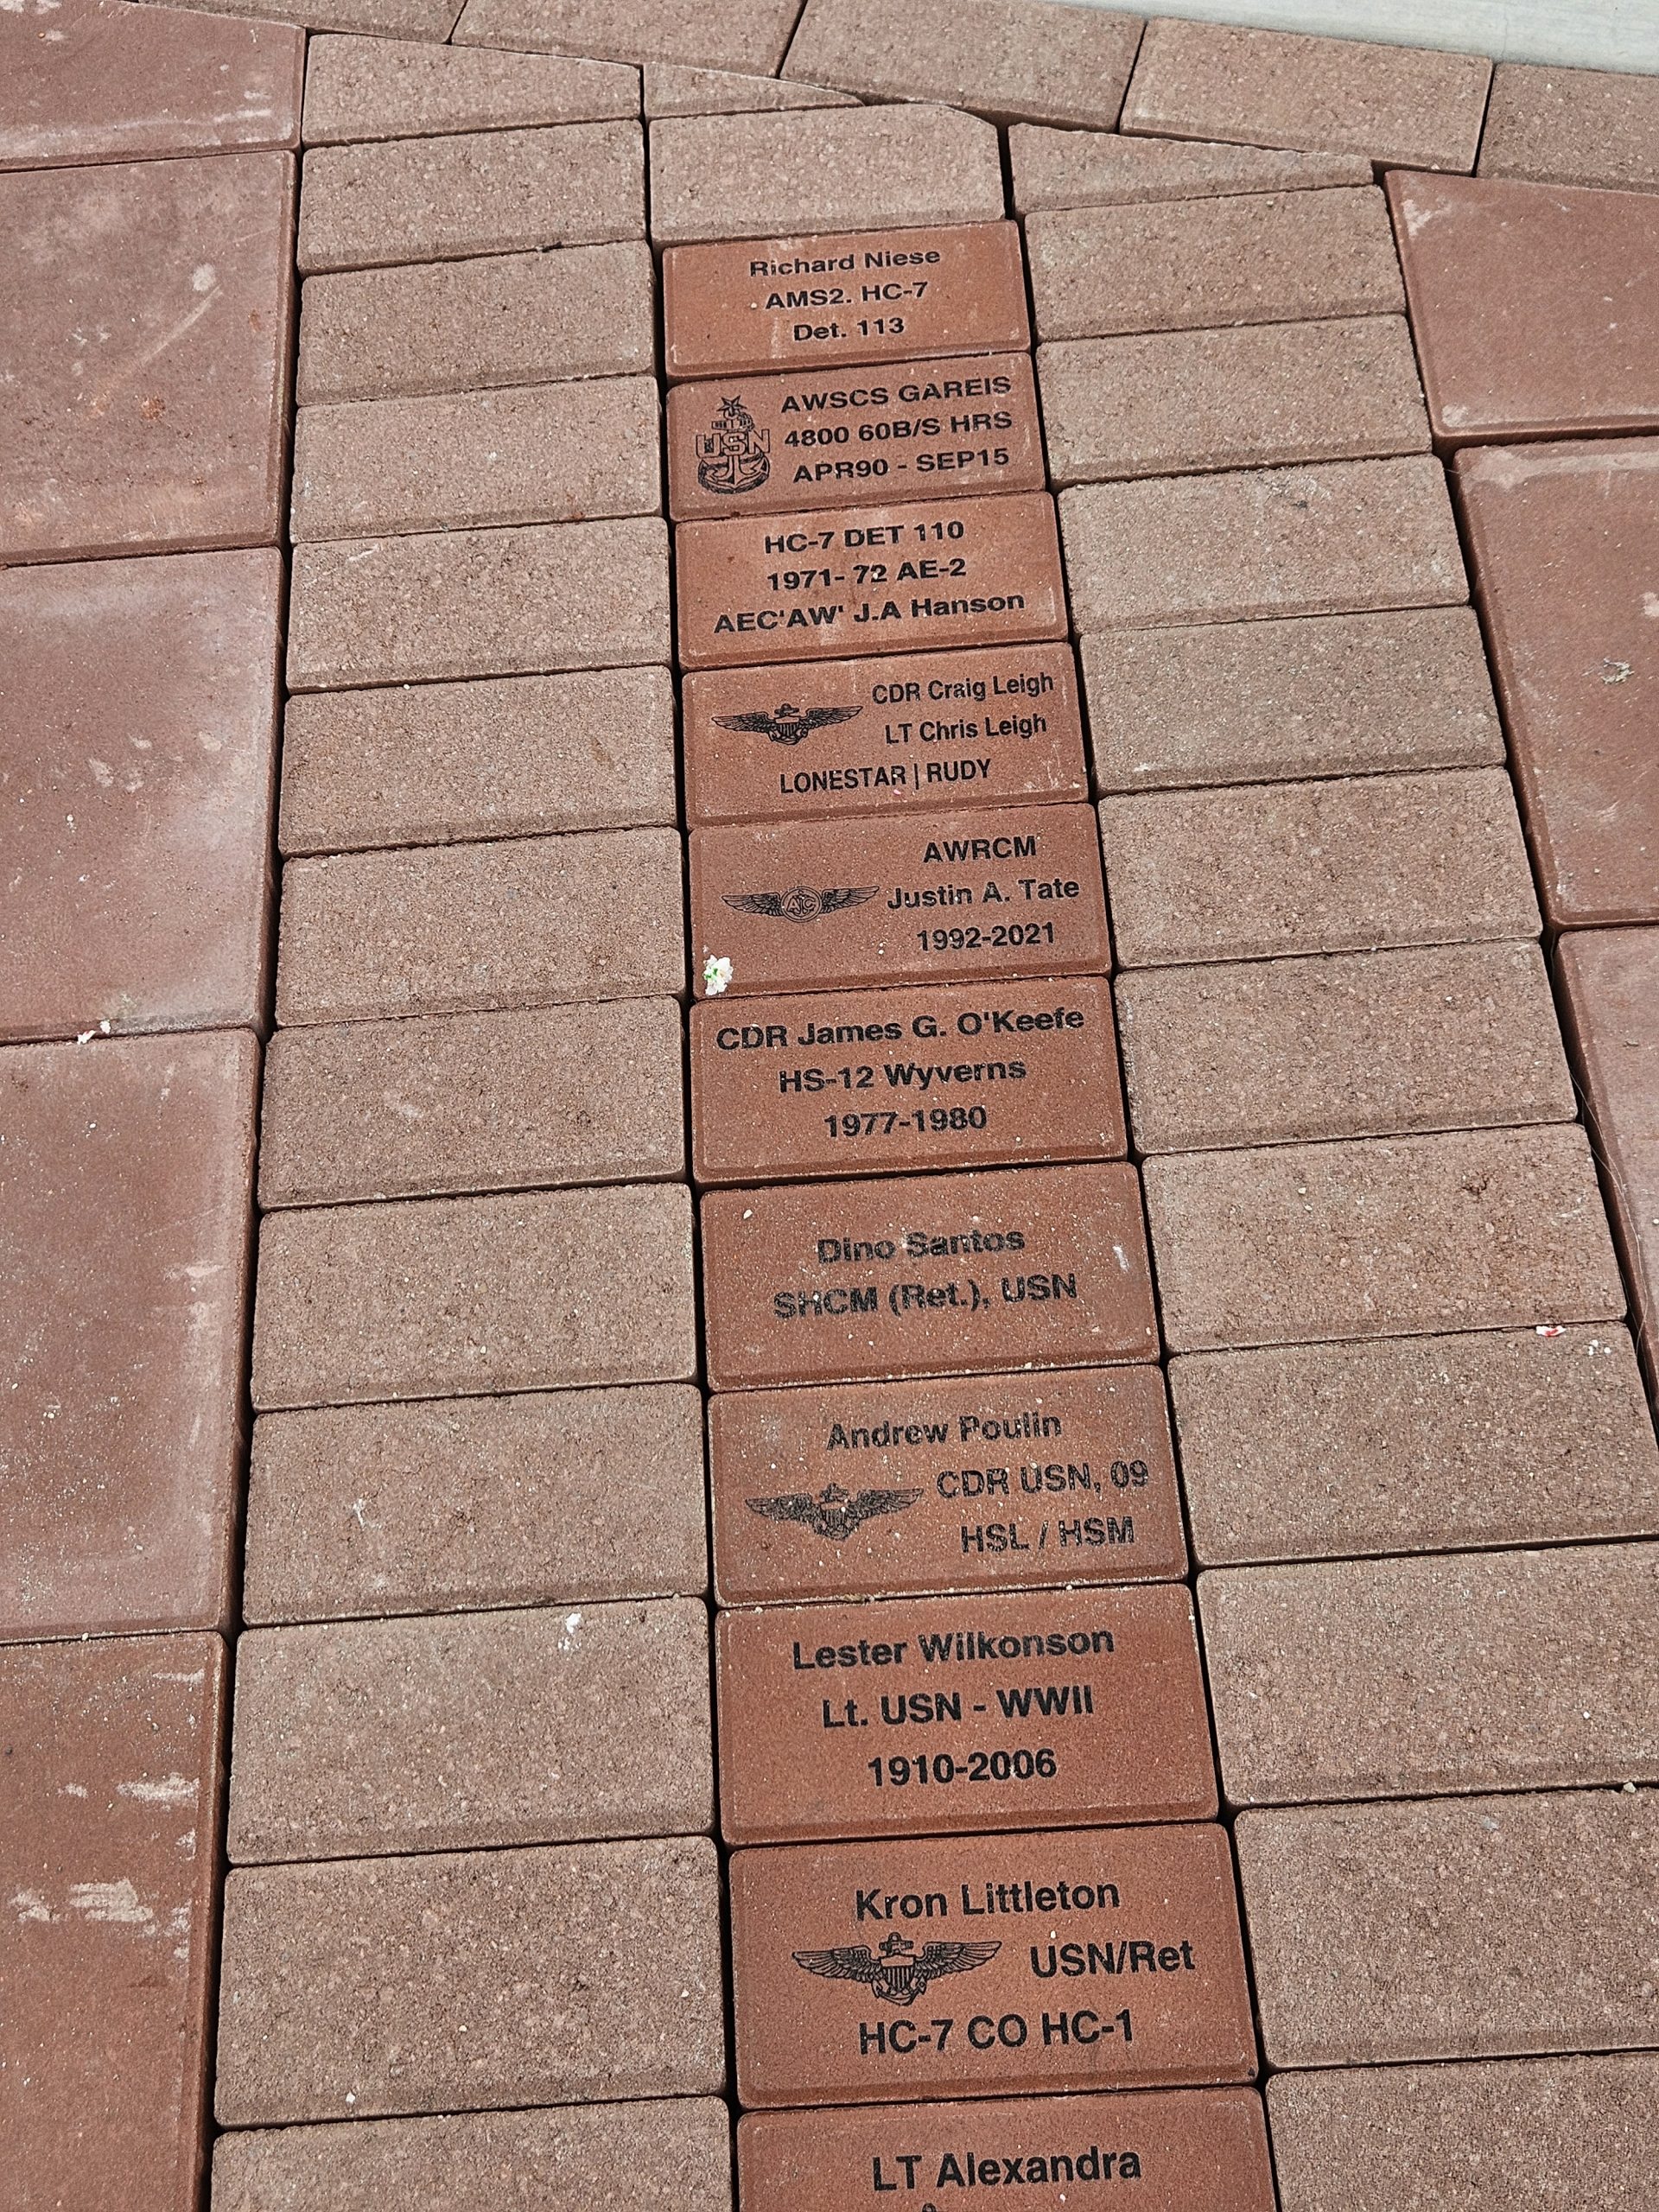 Richard Niese
AMS2. HC-7
Det. 113
USN
AWSCS GAREIS
4800 60B/S HRS
APR90 - SEP15
HC-7 DET 110
1971- 72 AE-2
AEC'AW' J.A Hanson
CDR Craig Leigh
LT Chris Leigh
LONESTAR | RUDY
AWRCM
Justin A. Tate
1992-2021
CDR James G. O'Keefe
HS-12 Wyverns
1977-1980
Dino Santos
SHCM (Ret.), USN
Andrew Poulin
CDR USN, 09
HSL / HSM
Lester Wilkonson
Lt. USN - WWII
1910-2006
Kron Littleton
USN/Ret
HC-7 CO HC-1
LT Alexandra